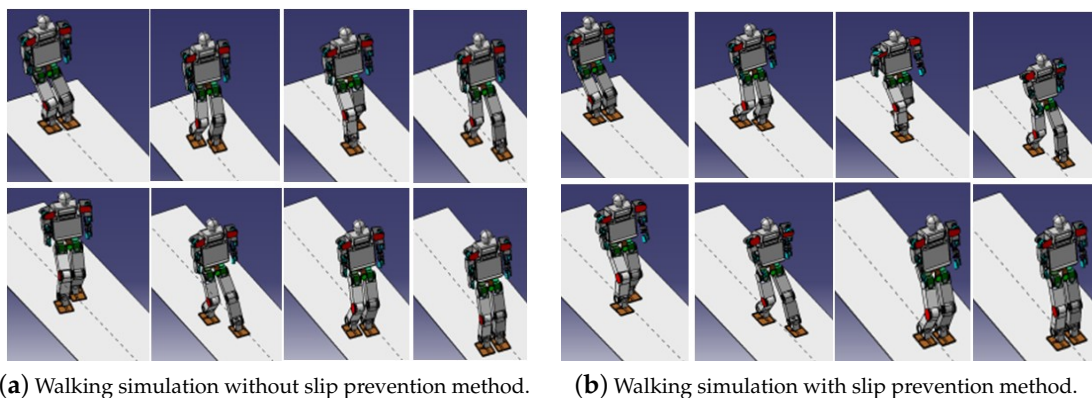 (a) Walking simulation without slip prevention method.
(b) Walking simulation with slip prevention method.